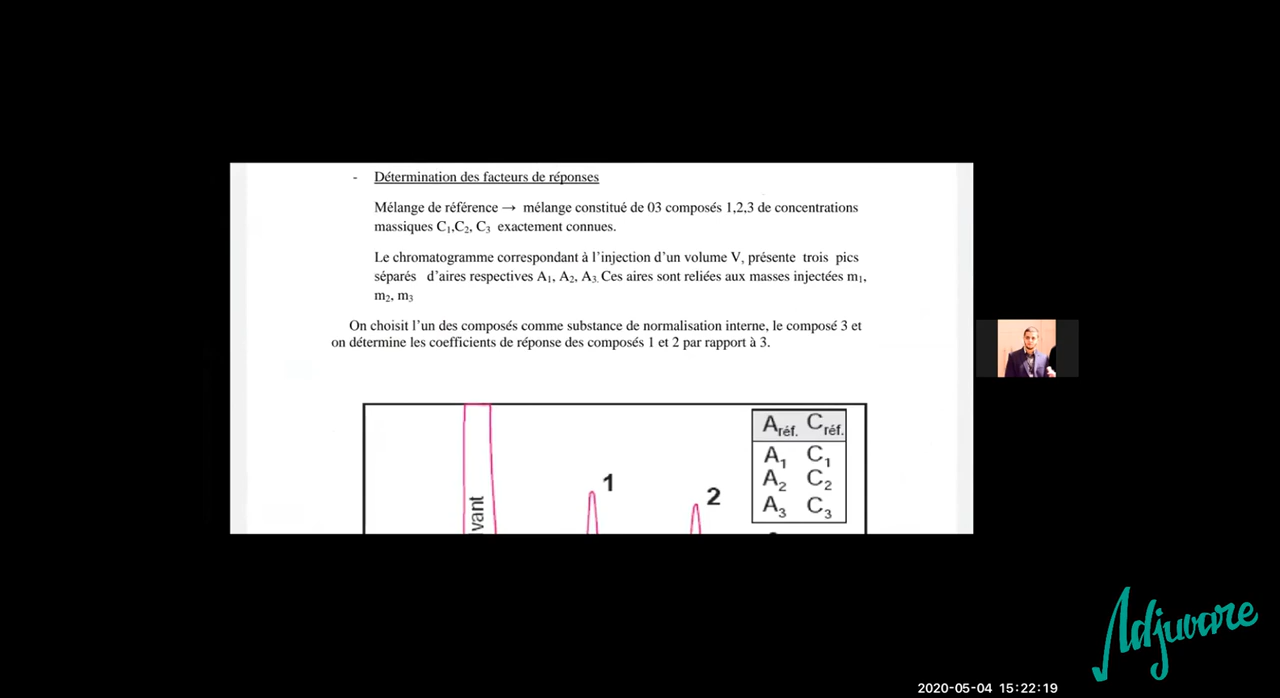 - Détermination des facteurs de réponses
Mélange de référence → mélange constitué de 03 composés 1,2,3 de concentrations
massiques C₁,C₂, C₃ exactement connues.
Le chromatogramme correspondant à l’injection d’un volume V, présente trois pics
séparés d’aires respectives A₁, A₂, A₃. Ces aires sont reliées aux masses injectées m₁,
m₂, m₃
On choisit l’un des composés comme substance de normalisation interne, le composé 3 et
on détermine les coefficients de réponse des composés 1 et 2 par rapport à 3.
Aréf. Créf.
A₁ C₁
A₂ C₂
A₃ C₃
1
2
Adjuvare
2020-05-04 15:22:19